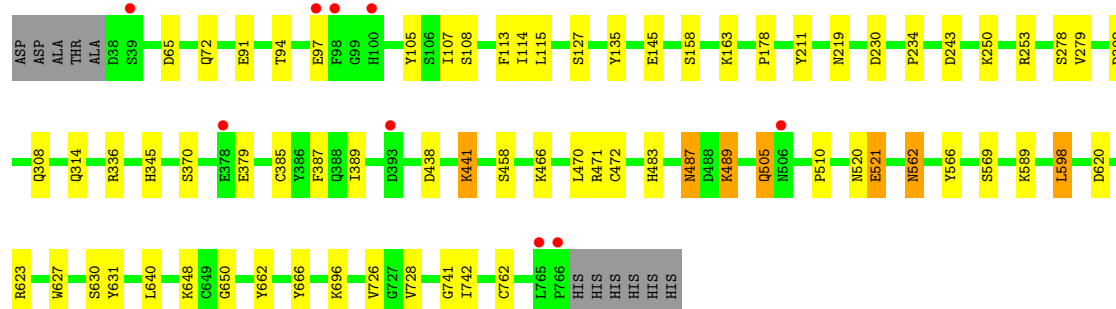 ASP ASP ALA THR ALA D38 S39 D65 Q72 E91 T94 E97 F98 G99 H100 Y105 S106 I107 S108 F113 I114 L115 S127 Y135 E145 S158 K163 P178 Y211 N219 D230 P234 D243 K250 R253 S278 V279
Q308 Q314 R336 H345 S370 E378 E379 C385 Y386 F387 Q388 I389 D393 D438 K441 S458 K466 L470 R471 C472 H483 N487 D488 K489 Q505 N506 P510 N520 E521 N562 Y566 S569 K589 L598 D620
R623 W627 S630 Y631 L640 K648 C649 G650 Y662 Y666 K696 V726 G727 V728 G741 I742 C762 L765 P766 HIS HIS HIS HIS HIS HIS